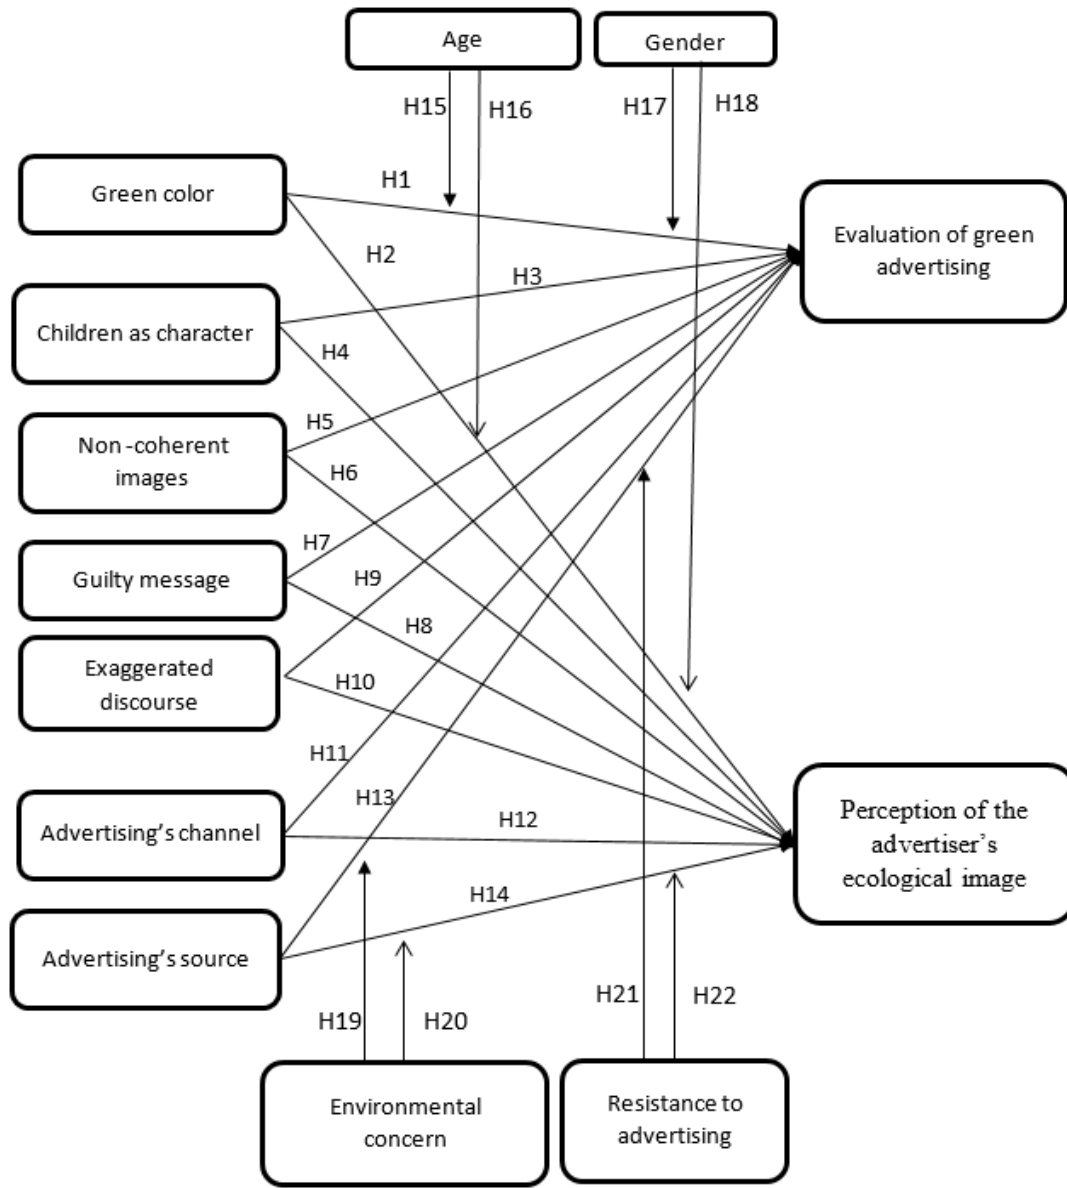 Age
Gender
H15
H16
H17
H18
Green color
H1
Evaluation of green
advertising
H2
H3
Children as character
H4
Non -coherent
images
H5
H6
Guilty message
H7
H9
H8
Exaggerated
discourse
H10
H11
H13
H12
Advertising’s channel
Perception of the
advertiser’s
ecological image
H14
Advertising’s source
H19
H20
H21
H22
Environmental
concern
Resistance to
advertising